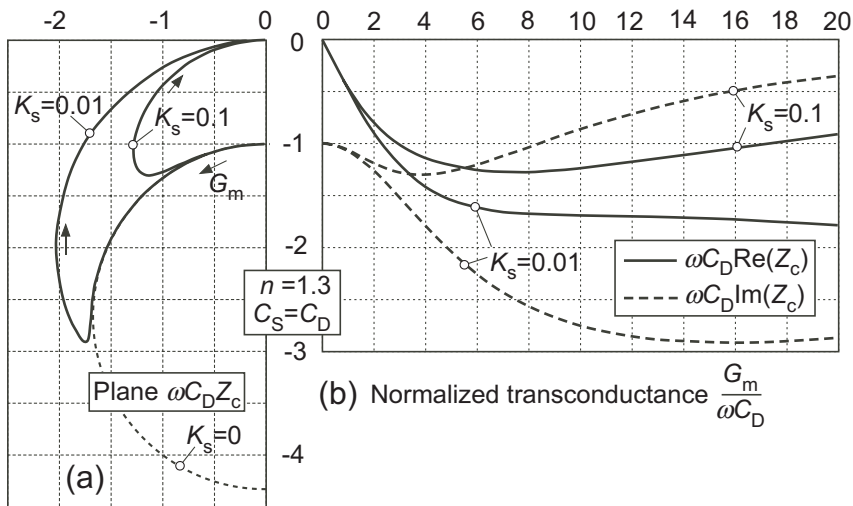 -2 -1 0
0 2 4 6 8 10 12 14 16 18 20
0
-1
-2
-3
-4
Ks=0.01
Ks=0.1
Gm
n=1.3
CS=CD
Plane ωCDZc
Ks=0
(a)
Ks=0.1
Ks=0.01
ωCDRe(Zc)
ωCDIm(Zc)
(b) Normalized transconductance Gm
ωCD